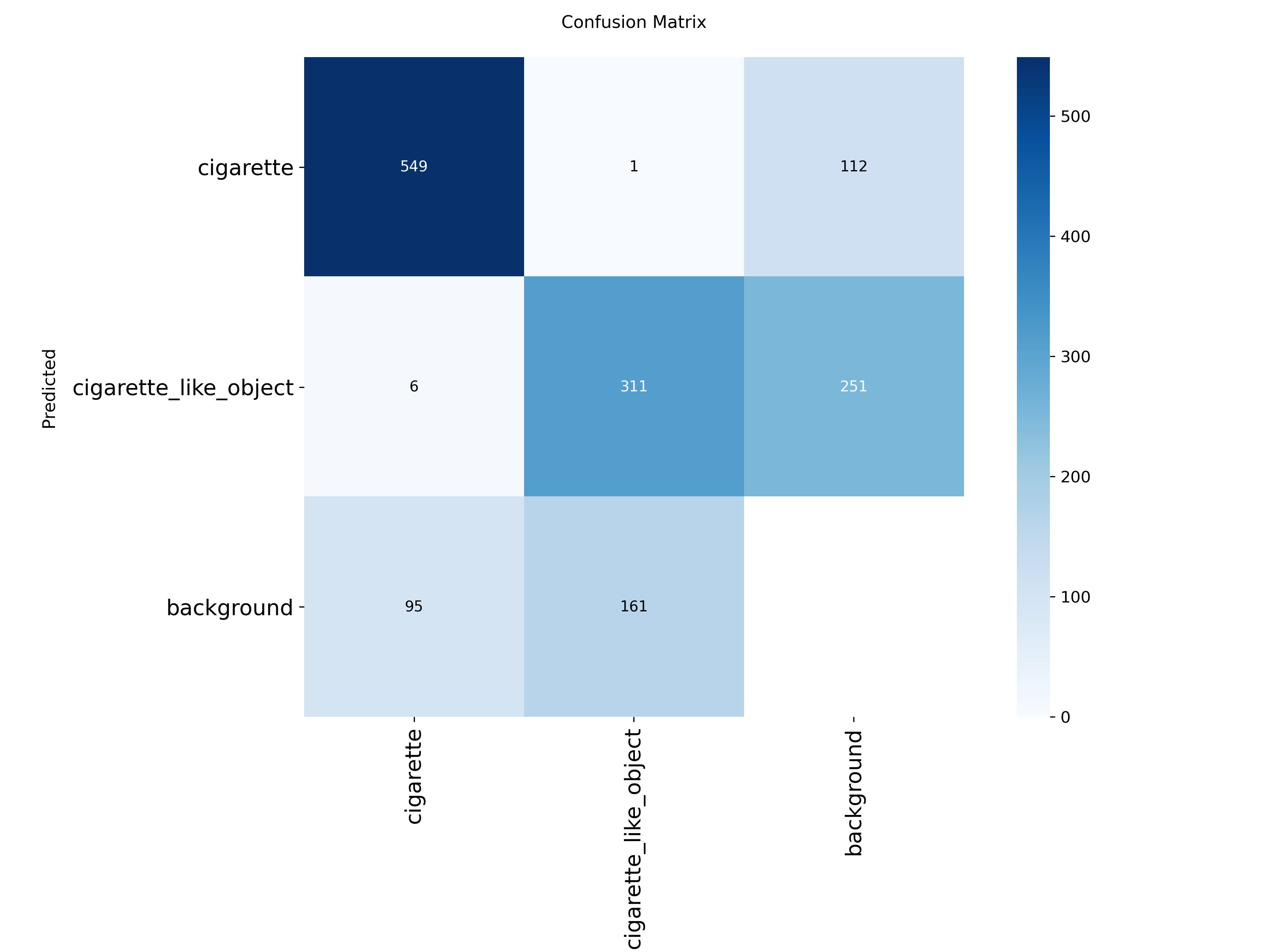 Confusion Matrix
cigarette
549
1
112
cigarette_like_object
6
311
251
background
95
161
Predicted
cigarette
cigarette_like_object
background
500
400
300
200
100
0